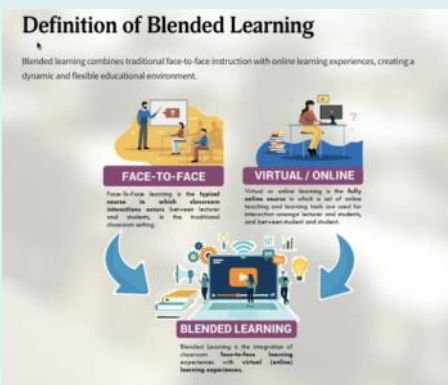 Definition of Blended Learning
Blended learning combines traditional face-to-face instruction with online learning experiences, creating a
dynamic and flexible educational environment.
FACE-TO-FACE
Face-To-Face learning is the typical
course in which classroom
interactions occurs between lecturer
and students, in the traditional
classroom setting.
VIRTUAL / ONLINE
Virtual or online learning is the fully
online course in which a set of online
teaching and learning tools are used for
interaction amongst lecturer and students,
and between student and student.
BLENDED LEARNING
Blended Learning is the integration of
classroom face-to-face learning
experiences with virtual (online)
learning experiences.